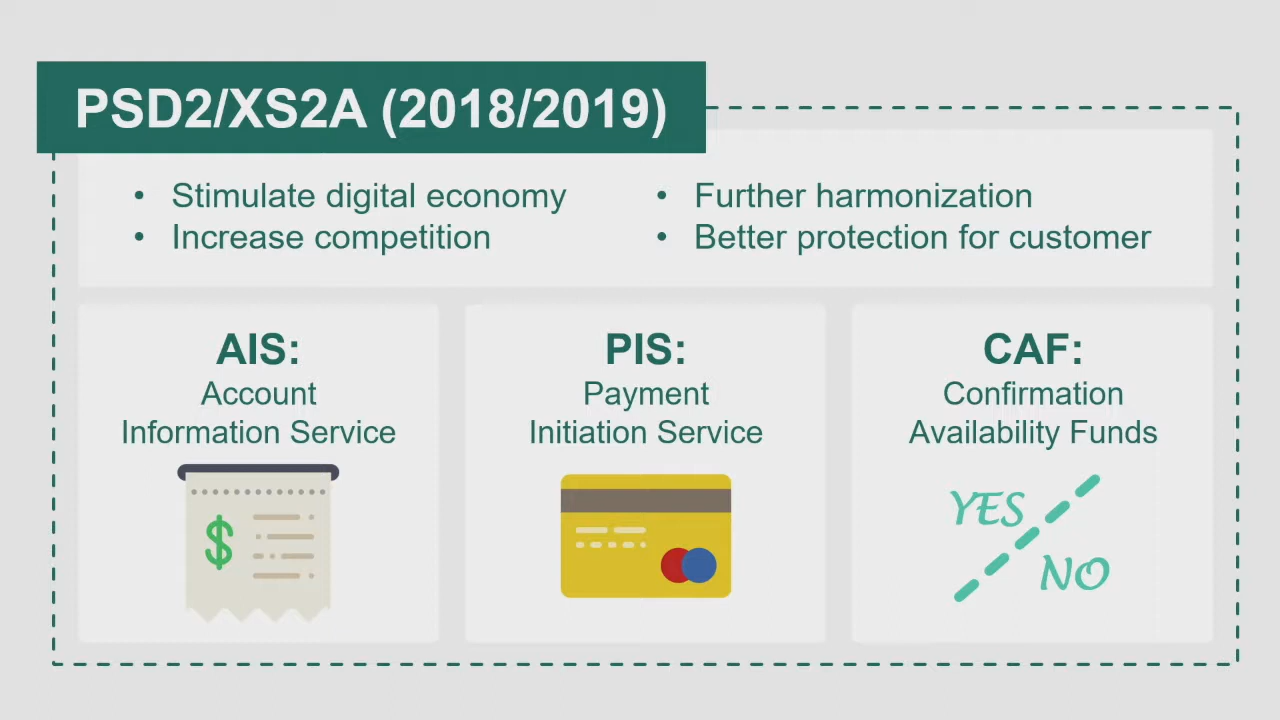 PSD2/XS2A (2018/2019)
• Stimulate digital economy
• Increase competition
• Further harmonization
• Better protection for customer
AIS:
Account
Information Service
$
PIS:
Payment
Initiation Service
CAF:
Confirmation
Availability Funds
YES
NO